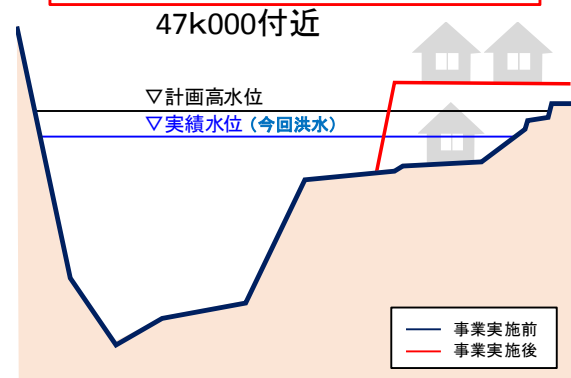 47k000付近
▽計画高水位
▽実績水位（今回洪水）
事業実施前
事業実施後